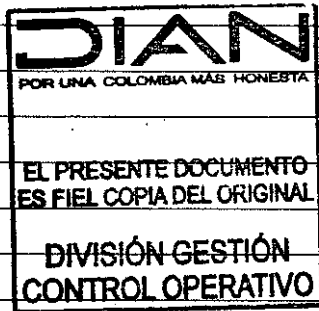 DIAN
POR UNA COLOMBIA MÁS HONESTA
EL PRESENTE DOCUMENTO
ES FIEL COPIA DEL ORIGINAL
DIVISIÓN GESTIÓN
CONTROL OPERATIVO